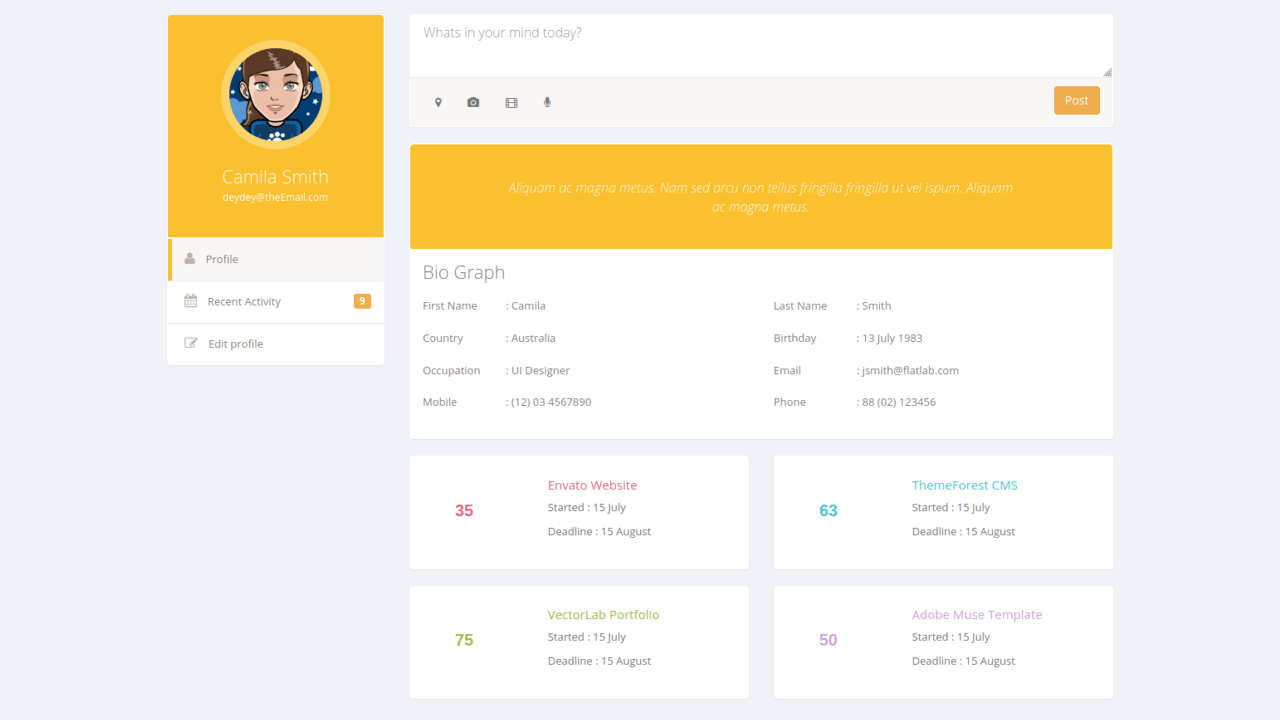 Camila Smith
deydey@theEmail.com
Profile
Recent Activity 9
Edit profile
Whats in your mind today?
Post
Aliquam ac magna metus. Nam sed arcu non tellus fringilla fringilla ut vel ispum. Aliquam
ac magna metus.
Bio Graph
First Name : Camila
Last Name : Smith
Country : Australia
Birthday : 13 July 1983
Occupation : UI Designer
Email : jsmith@flatlab.com
Mobile : (12) 03 4567890
Phone : 88 (02) 123456
35
Envato Website
Started : 15 July
Deadline : 15 August
63
ThemeForest CMS
Started : 15 July
Deadline : 15 August
75
VectorLab Portfolio
Started : 15 July
Deadline : 15 August
50
Adobe Muse Template
Started : 15 July
Deadline : 15 August